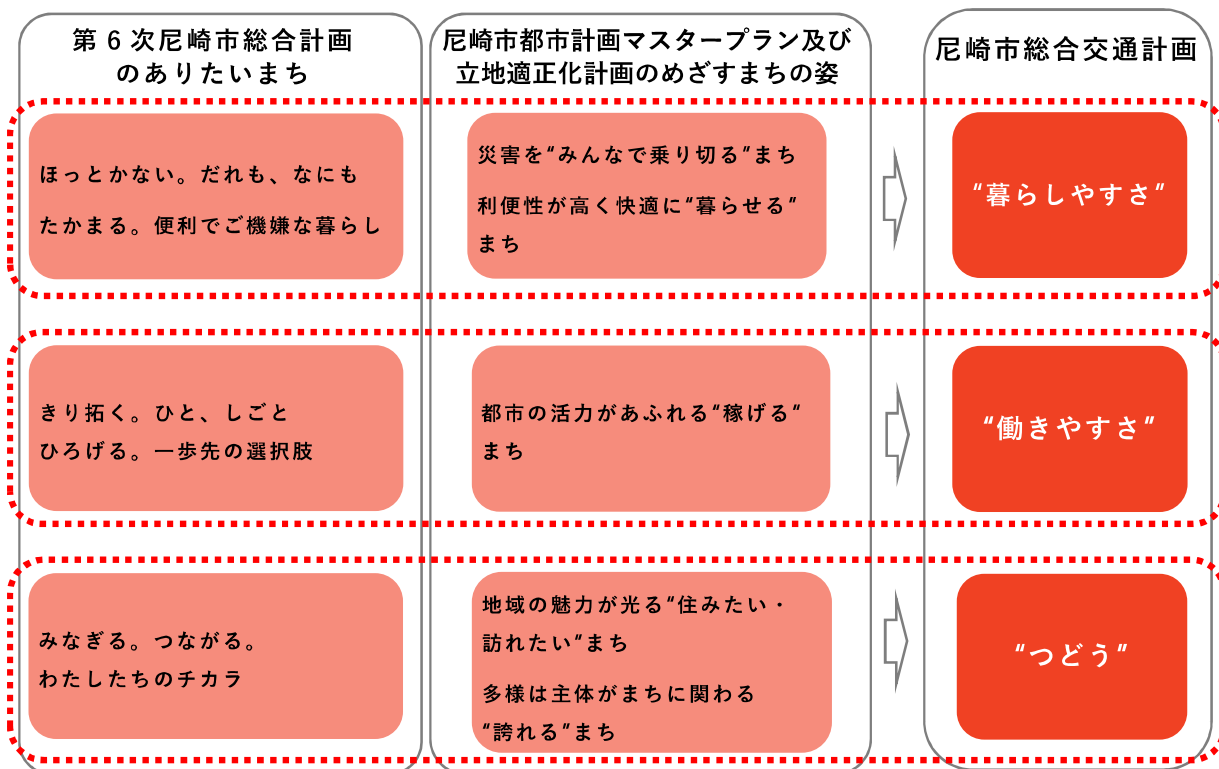 第6次尼崎市総合計画
のありたいまち
尼崎市都市計画マスタープラン及び
立地適正化計画のめざすまちの姿
尼崎市総合交通計画
ほっとかない。だれも、なにも
たかまる。便利でご機嫌な暮らし
災害を“みんなで乗り切る”まち
利便性が高く快適に“暮らせる”
まち
“暮らしやすさ“
きり拓く。ひと、しごと
ひろげる。一歩先の選択肢
都市の活力があふれる“稼げる“
まち
“働きやすさ“
みなぎる。つながる。
わたしたちのチカラ
地域の魅力が光る“住みたい・
訪れたい”まち
多様は主体がまちに関わる
“誇れる”まち
“つどう“